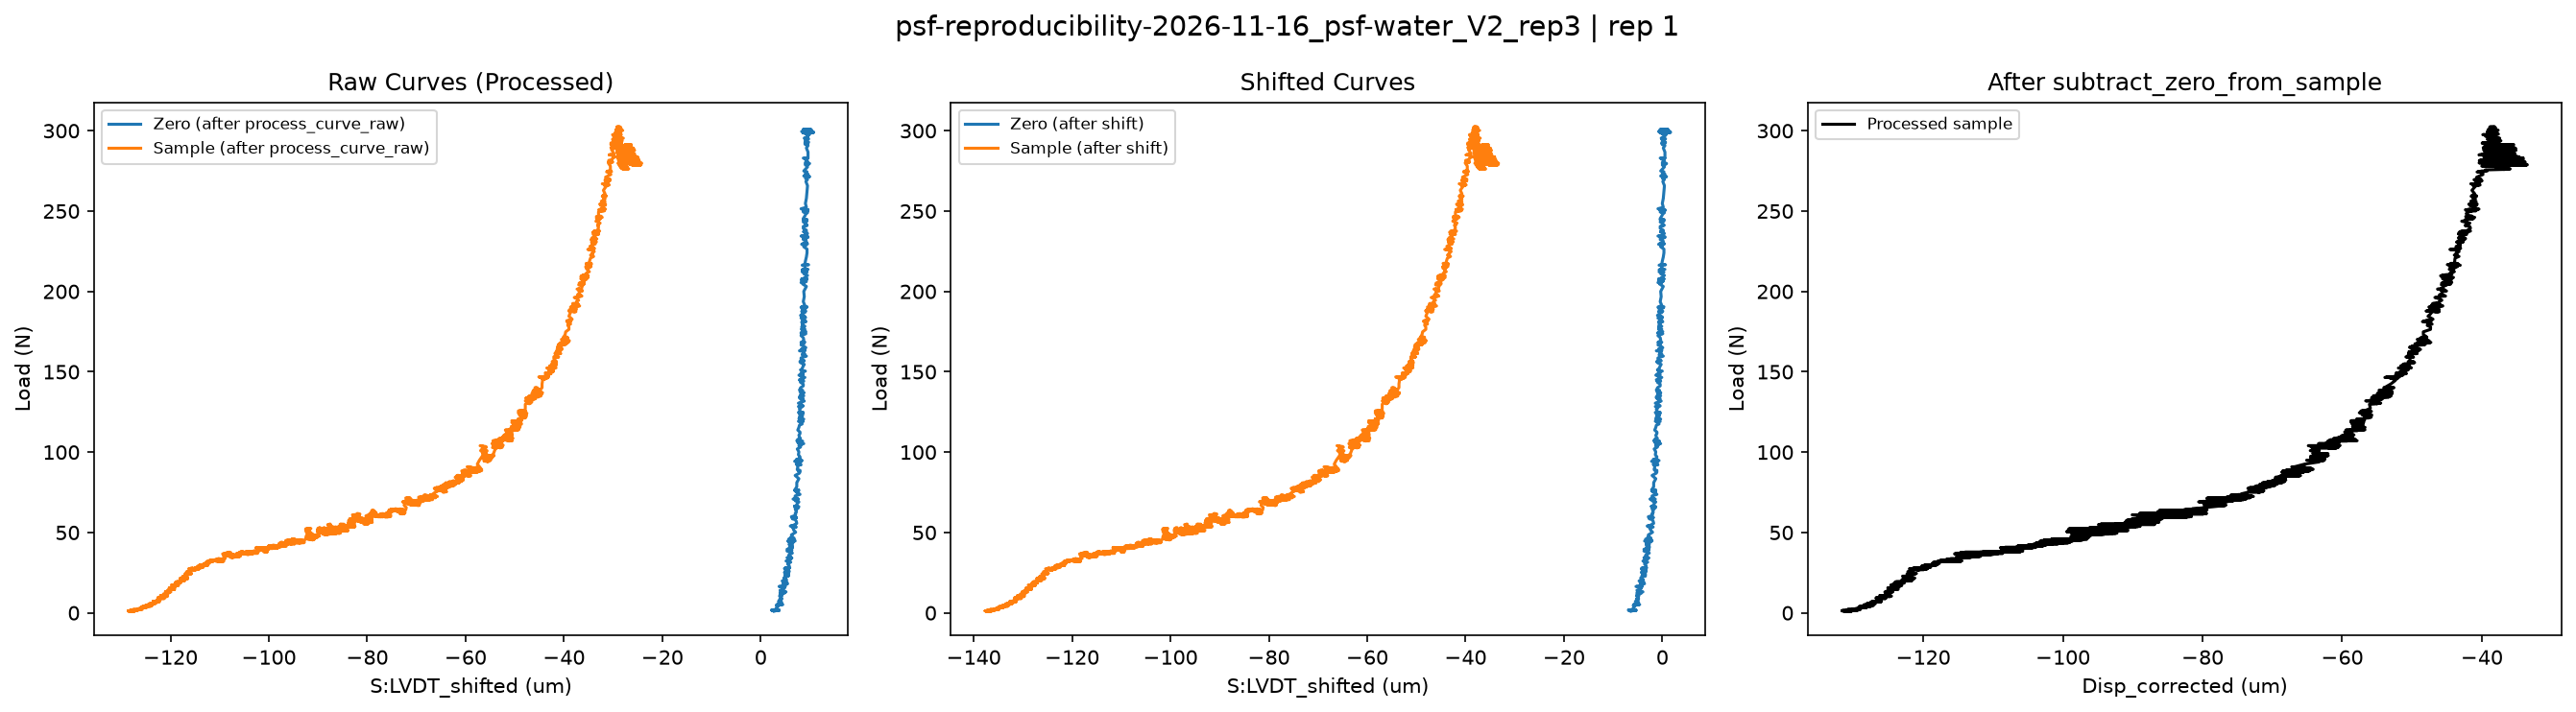 psf-reproducibility-2026-11-16_psf-water_V2_rep3 | rep 1
Raw Curves (Processed)
Zero (after process_curve_raw)
Sample (after process_curve_raw)
Load (N)
300
250
200
150
100
50
0
−120 −100 −80 −60 −40 −20 0
S:LVDT_shifted (um)
Shifted Curves
Zero (after shift)
Sample (after shift)
Load (N)
300
250
200
150
100
50
0
−140 −120 −100 −80 −60 −40 −20 0
S:LVDT_shifted (um)
After subtract_zero_from_sample
Processed sample
Load (N)
300
250
200
150
100
50
0
−120 −100 −80 −60 −40
Disp_corrected (um)